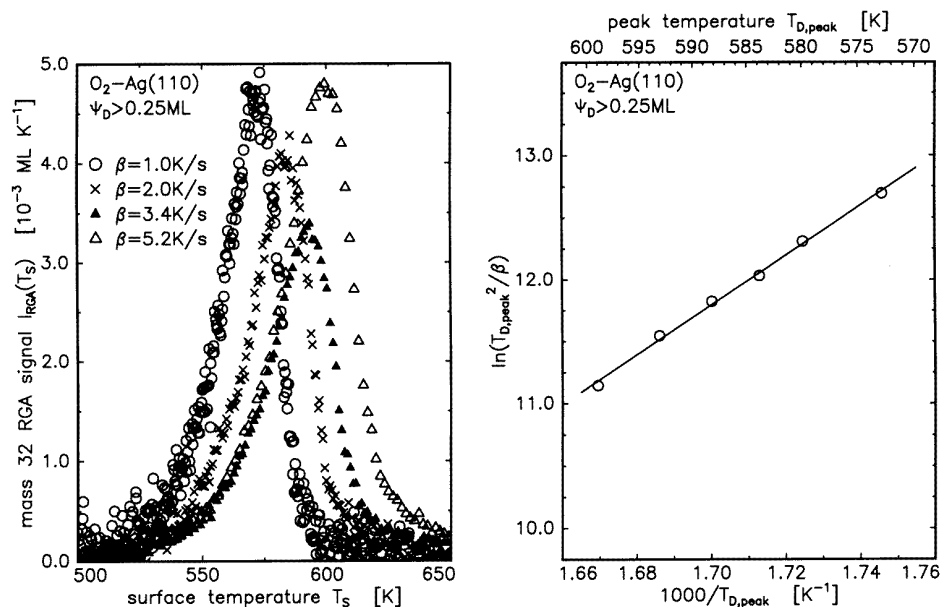 O₂−Ag(110)
Ψ_D>0.25ML
○ β=1.0K/s
× β=2.0K/s
▲ β=3.4K/s
△ β=5.2K/s
mass 32 RGA signal I_RGA(T_S) [10⁻³ ML K⁻¹]
5.0
4.0
3.0
2.0
1.0
0.0
500 550 600 650
surface temperature T_S [K]
peak temperature T_D,peak [K]
600 595 590 585 580 575 570
O₂−Ag(110)
Ψ_D>0.25ML
ln(T_D,peak²/β)
13.0
12.0
11.0
10.0
1.66 1.68 1.70 1.72 1.74 1.76
1000/T_D,peak [K⁻¹]